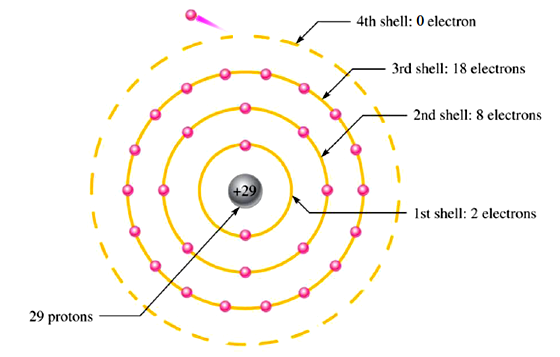 4th shell: 0 electron
3rd shell: 18 electrons
2nd shell: 8 electrons
+29
1st shell: 2 electrons
29 protons